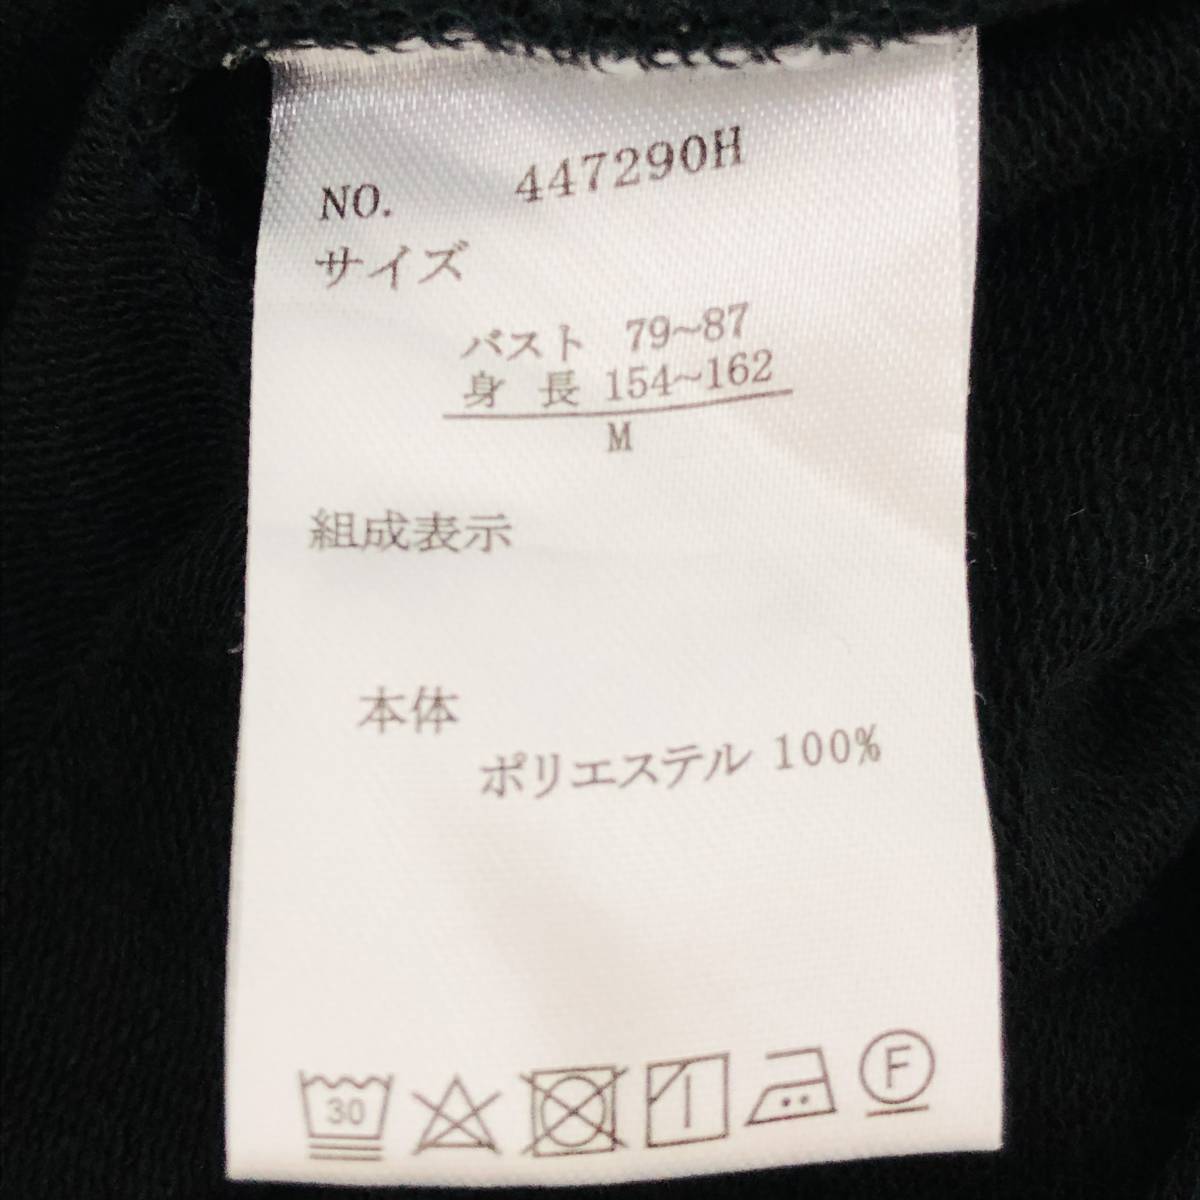 NO. 447290H
サイズ
バスト 79~87
身 長 154~162
M
組成表示
本体
ポリエステル 100%
30 F